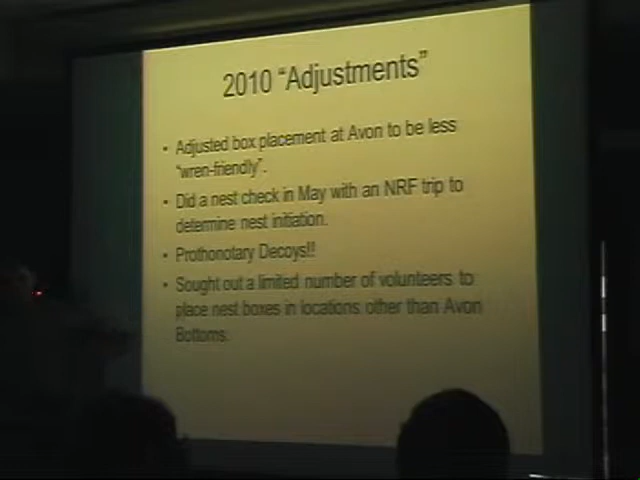 2010 “Adjustments”
• Adjusted box placement at Avon to be less
“wren-friendly”.
• Did a nest check in May with an NRF trip to
determine nest initiation.
• Prothonotary Decoys!!
• Sought out a limited number of volunteers to
place nest boxes in locations other than Avon
Bottoms.